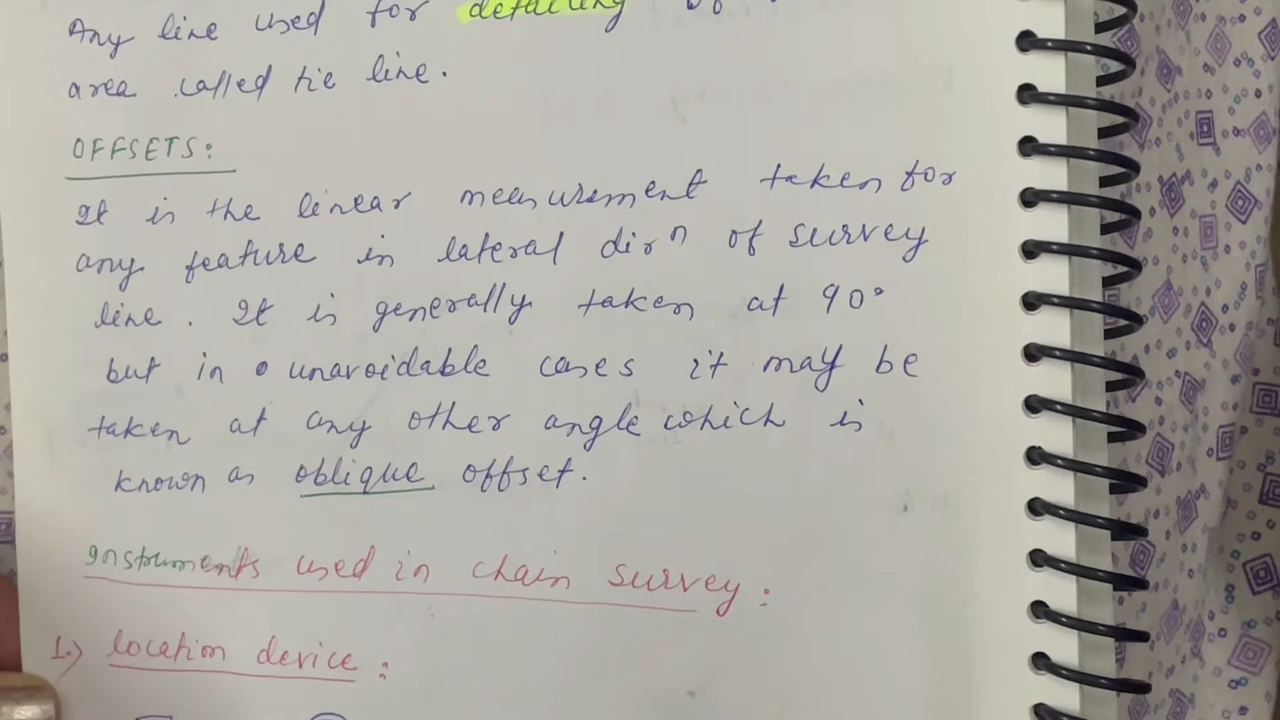 Any line used for detailing of
area called tie line.
OFFSETS:
It is the linear measurement taken for
any feature in lateral dirn of survey
line. It is generally taken at 90°
but in unavoidable cases it may be
taken at any other angle which is
known as oblique offset.
Instruments used in chain survey:
1.) location device: